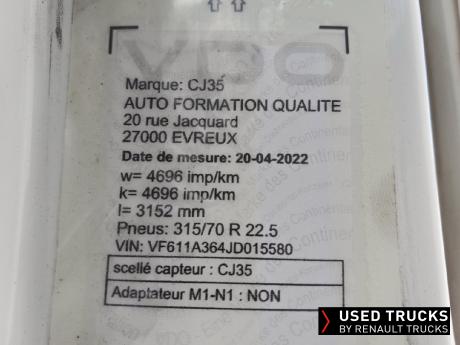 VDO
Marque: CJ35
AUTO FORMATION QUALITE
20 rue Jacquard
27000 EVREUX
Date de mesure: 20-04-2022
w= 4696 imp/km
k= 4696 imp/km
l= 3152 mm
Pneus: 315/70 R 22.5
VIN: VF611A364JD015580
scellé capteur : CJ35
Adaptateur M1-N1 : NON
USED TRUCKS
BY RENAULT TRUCKS